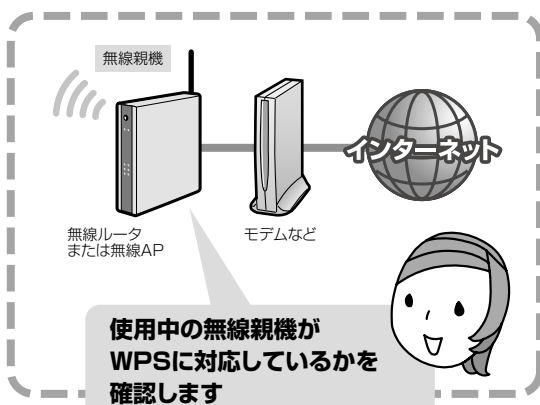 無線親機
インターネット
無線ルータ
または無線AP
モデムなど
使用中の無線親機が
WPSに対応しているかを
確認します